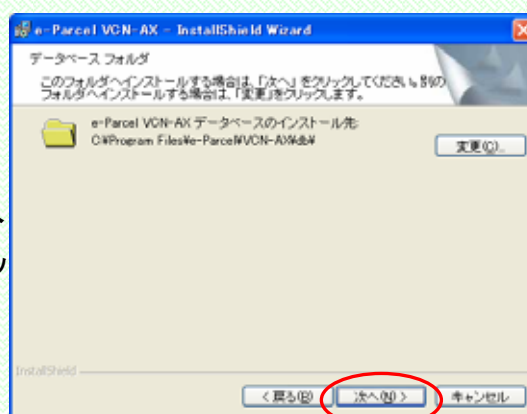 e-Parcel VCN-AX - InstallShield Wizard
データベース フォルダ
このフォルダへインストールする場合は、「次へ」をクリックしてください。別の
フォルダへインストールする場合は、「変更」をクリックします。
e-Parcel VCN-AX データベースのインストール先:
C:¥Program Files¥e-Parcel¥VCN-AX¥db¥
変更(C)...
InstallShield
< 戻る(B)
次へ(N) >
キャンセル